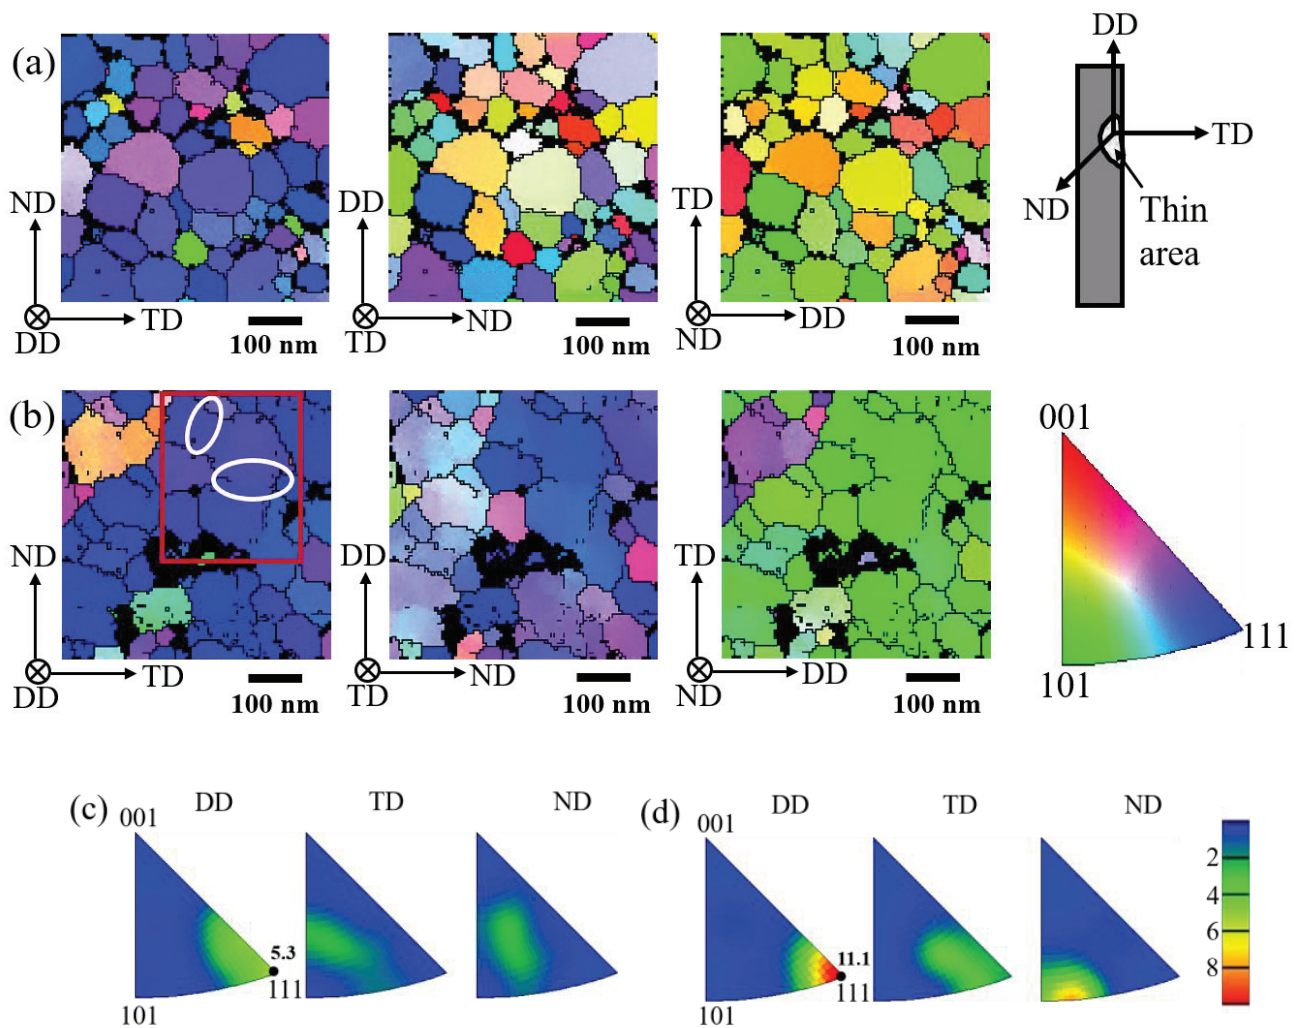 (a)
ND
TD
DD
100 nm
DD
ND
TD
100 nm
TD
DD
ND
100 nm
DD
TD
ND
Thin
area
(b)
ND
TD
DD
100 nm
DD
ND
TD
100 nm
TD
DD
ND
100 nm
001
111
101
(c)
DD
TD
ND
001
5.3
111
101
(d)
DD
TD
ND
001
11.1
111
101
2
4
6
8